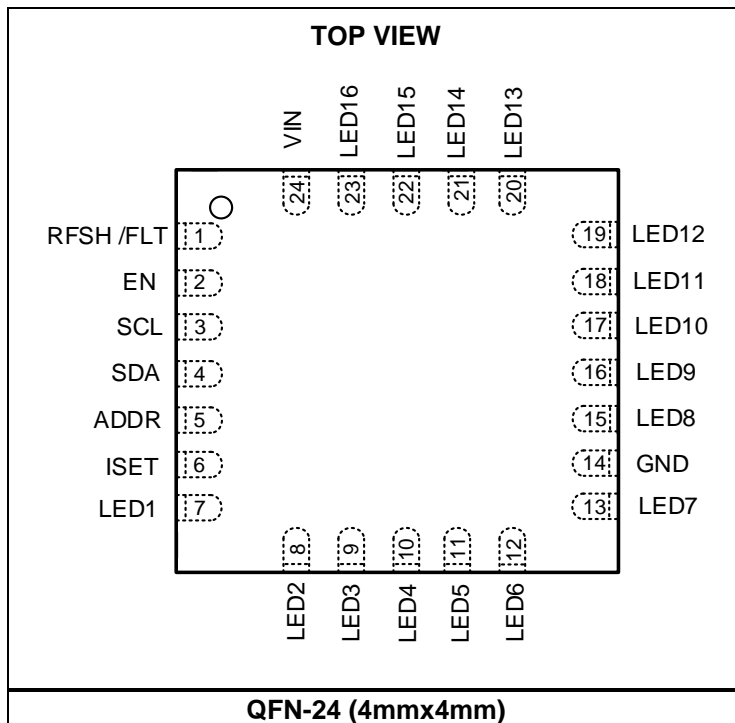 TOP VIEW
VIN
LED16
LED15
LED14
LED13
24
23
22
21
20
RFSH /FLT
1
EN
2
SCL
3
SDA
4
ADDR
5
ISET
6
LED1
7
19
LED12
18
LED11
17
LED10
16
LED9
15
LED8
14
GND
13
LED7
8
9
10
11
12
LED2
LED3
LED4
LED5
LED6
QFN-24 (4mmx4mm)